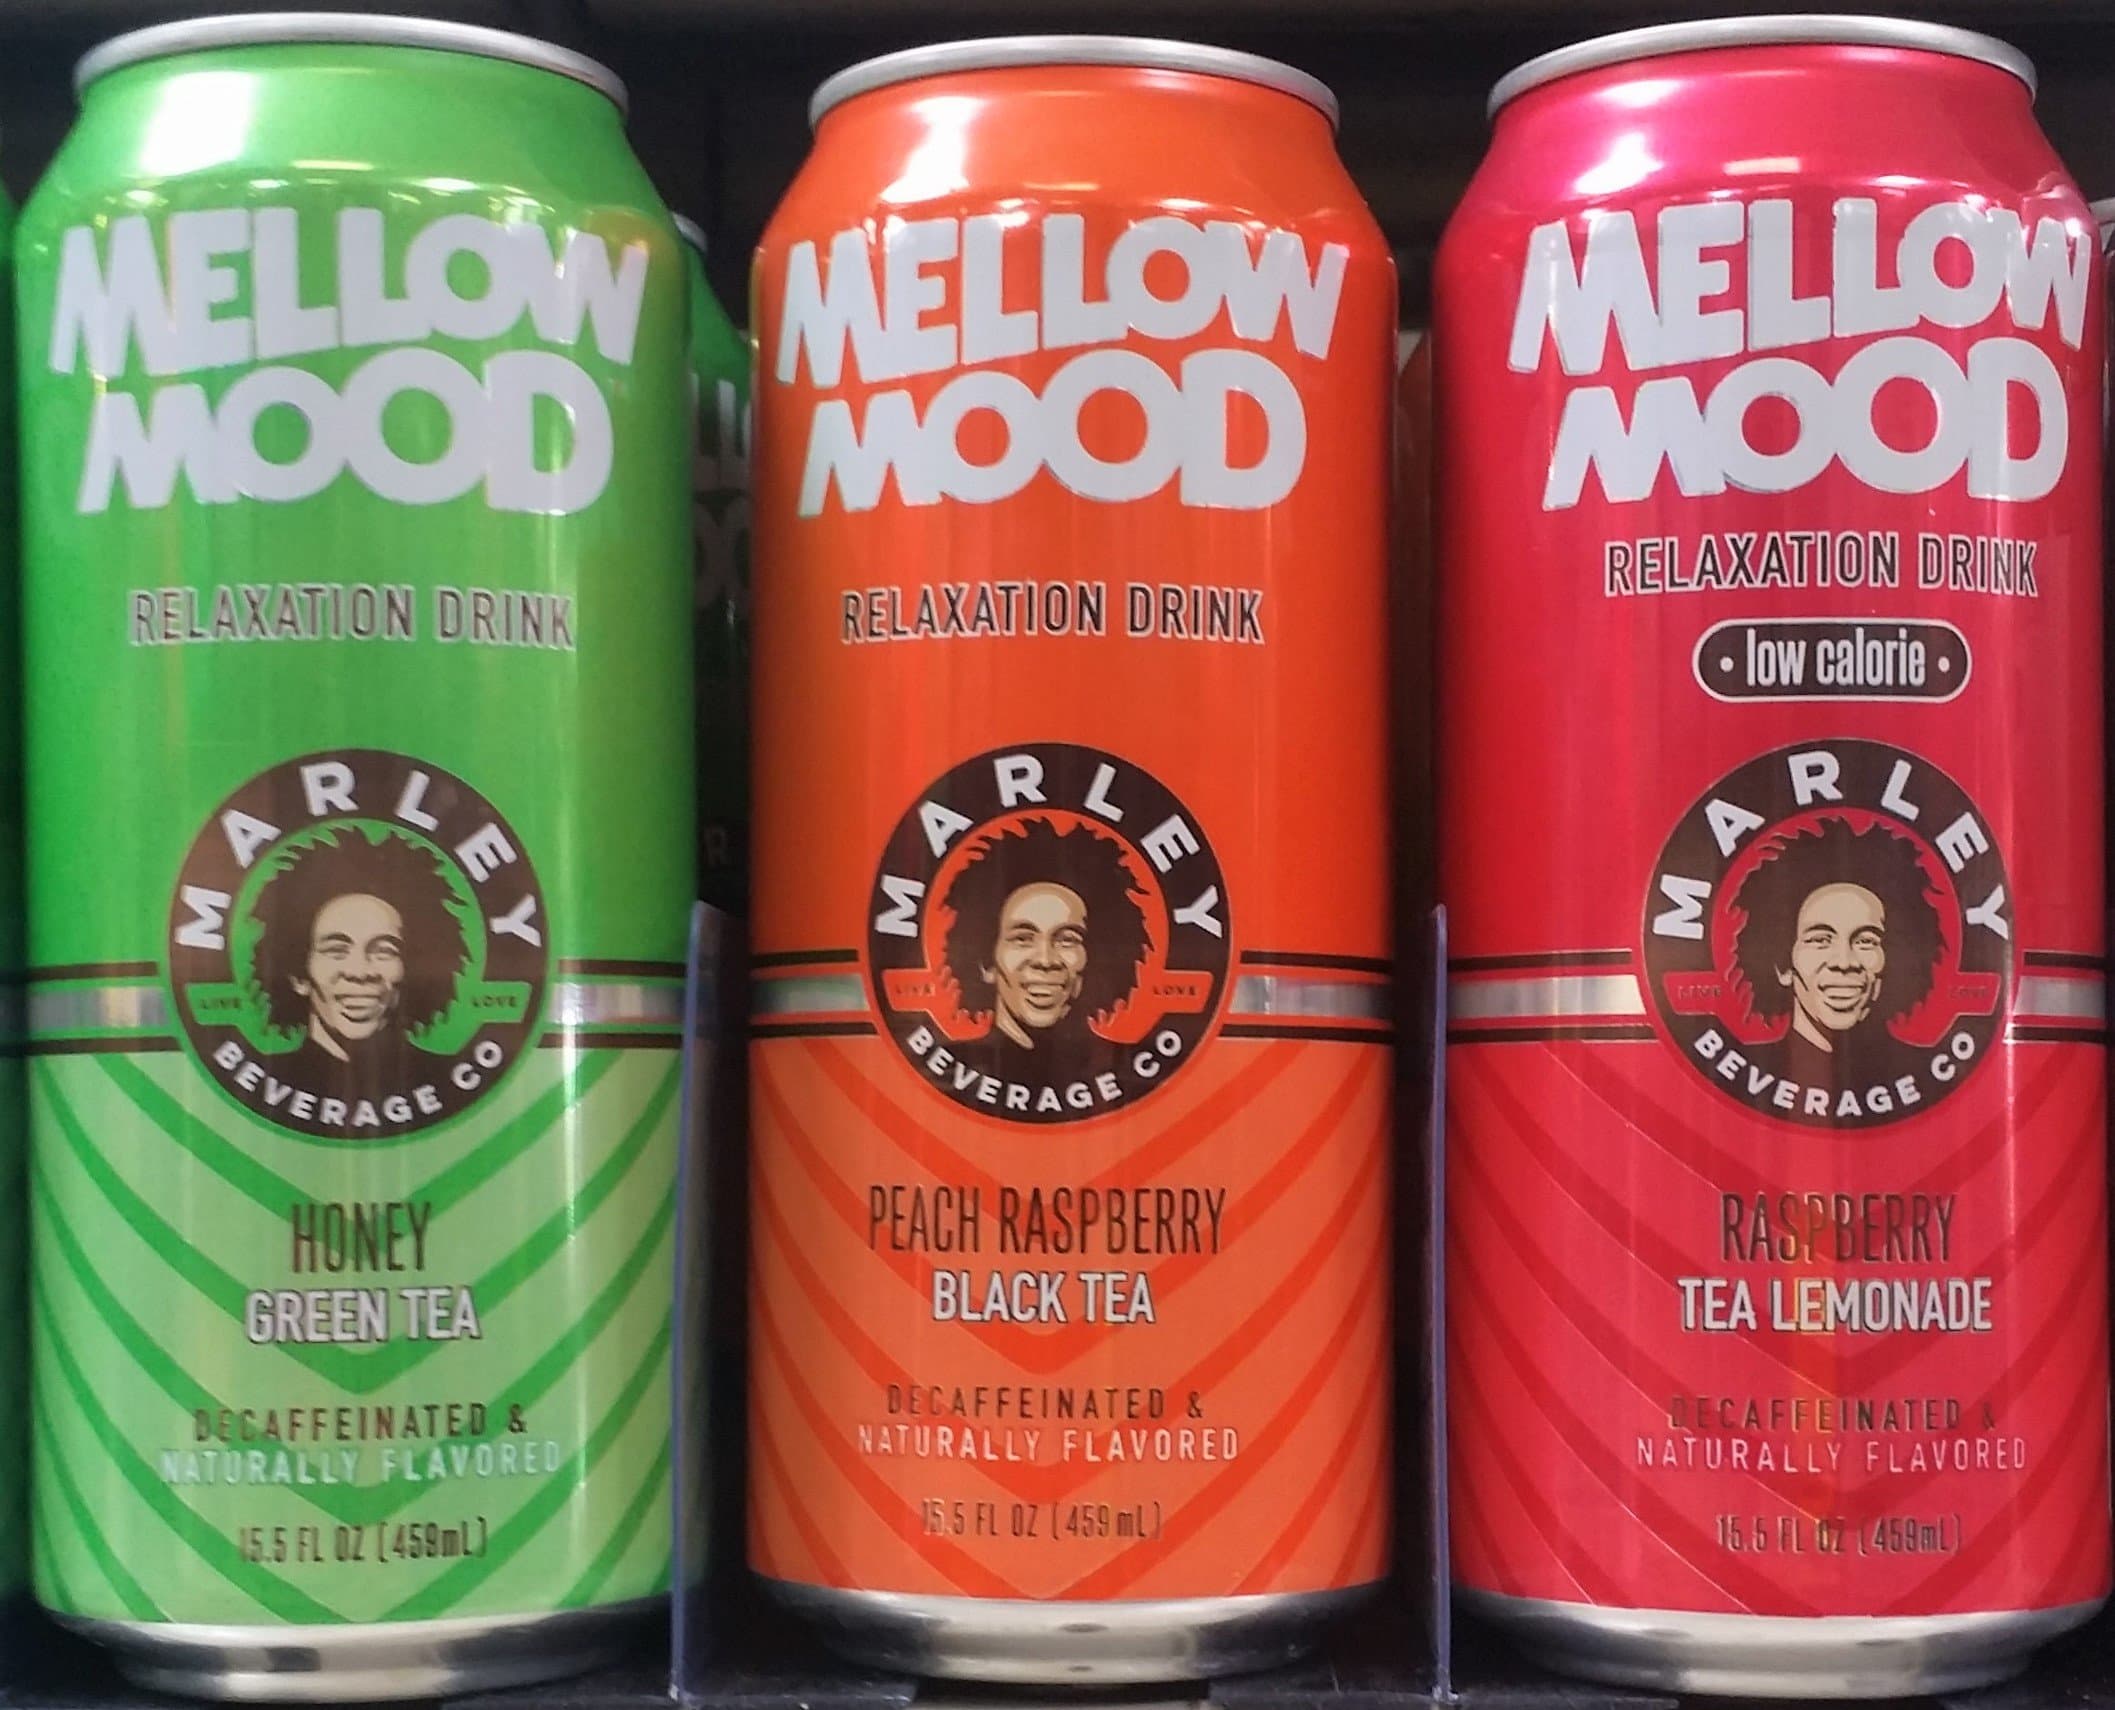 MELLOW
MOOD
RELAXATION DRINK
MARLEY
LIVE LOVE
BEVERAGE CO
HONEY
GREEN TEA
DECAFFEINATED &
NATURALLY FLAVORED
15.5 FL OZ (459mL)
MELLOW
MOOD
RELAXATION DRINK
MARLEY
LIVE LOVE
BEVERAGE CO
PEACH RASPBERRY
BLACK TEA
DECAFFEINATED &
NATURALLY FLAVORED
15.5 FL OZ (459mL)
MELLOW
MOOD
RELAXATION DRINK
• low calorie •
MARLEY
LIVE LOVE
BEVERAGE CO
RASPBERRY
TEA LEMONADE
DECAFFEINATED &
NATURALLY FLAVORED
15.5 FL OZ (459mL)